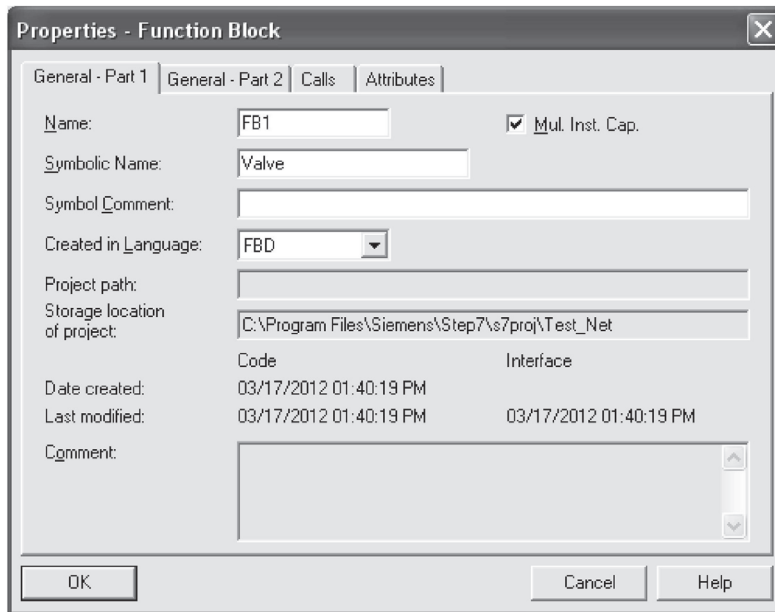 Properties - Function Block
General - Part 1 General - Part 2 Calls Attributes
Name: FB1 Mul. Inst. Cap.
Symbolic Name: Valve
Symbol Comment:
Created in Language: FBD
Project path:
Storage location
of project: C:\Program Files\Siemens\Step7\s7proj\Test_Net
Code Interface
Date created: 03/17/2012 01:40:19 PM
Last modified: 03/17/2012 01:40:19 PM 03/17/2012 01:40:19 PM
Comment:
OK Cancel Help